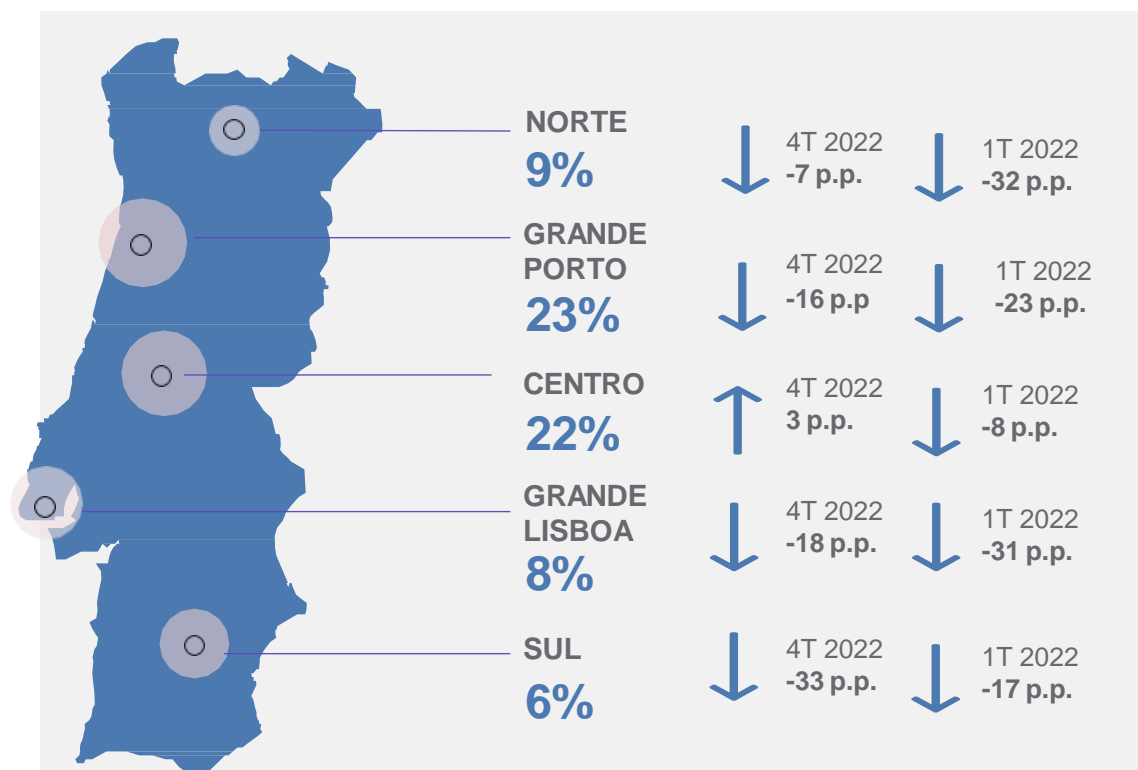 NORTE
9%
4T 2022
-7 p.p.
1T 2022
-32 p.p.
GRANDE
PORTO
23%
4T 2022
-16 p.p
1T 2022
-23 p.p.
CENTRO
22%
4T 2022
3 p.p.
1T 2022
-8 p.p.
GRANDE
LISBOA
8%
4T 2022
-18 p.p.
1T 2022
-31 p.p.
SUL
6%
4T 2022
-33 p.p.
1T 2022
-17 p.p.